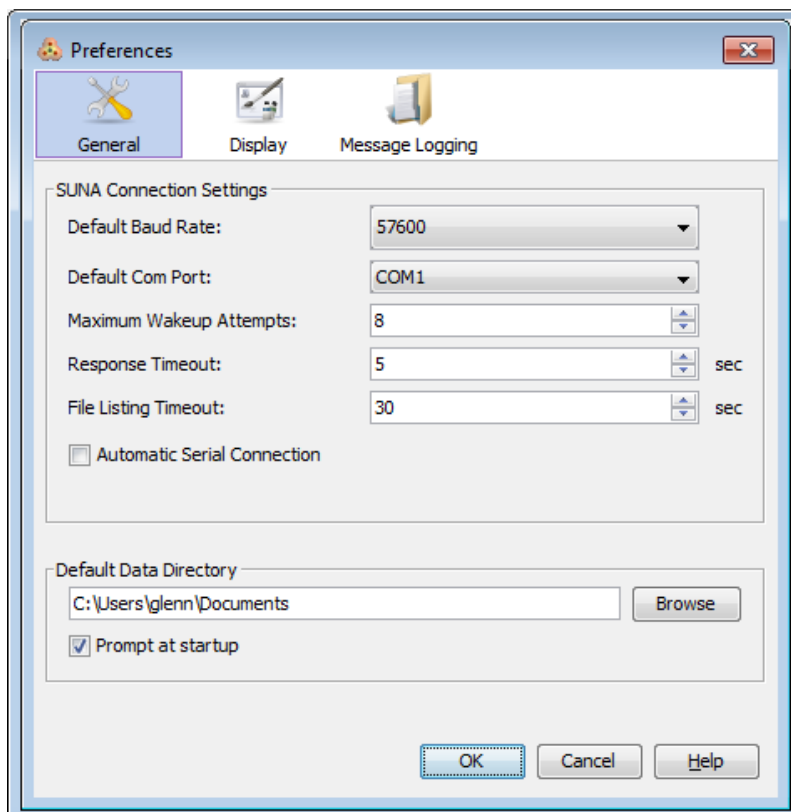 Preferences
General Display Message Logging
SUNA Connection Settings
Default Baud Rate: 57600
Default Com Port: COM1
Maximum Wakeup Attempts: 8
Response Timeout: 5 sec
File Listing Timeout: 30 sec
Automatic Serial Connection
Default Data Directory
C:\Users\glenn\Documents Browse
Prompt at startup
OK Cancel Help